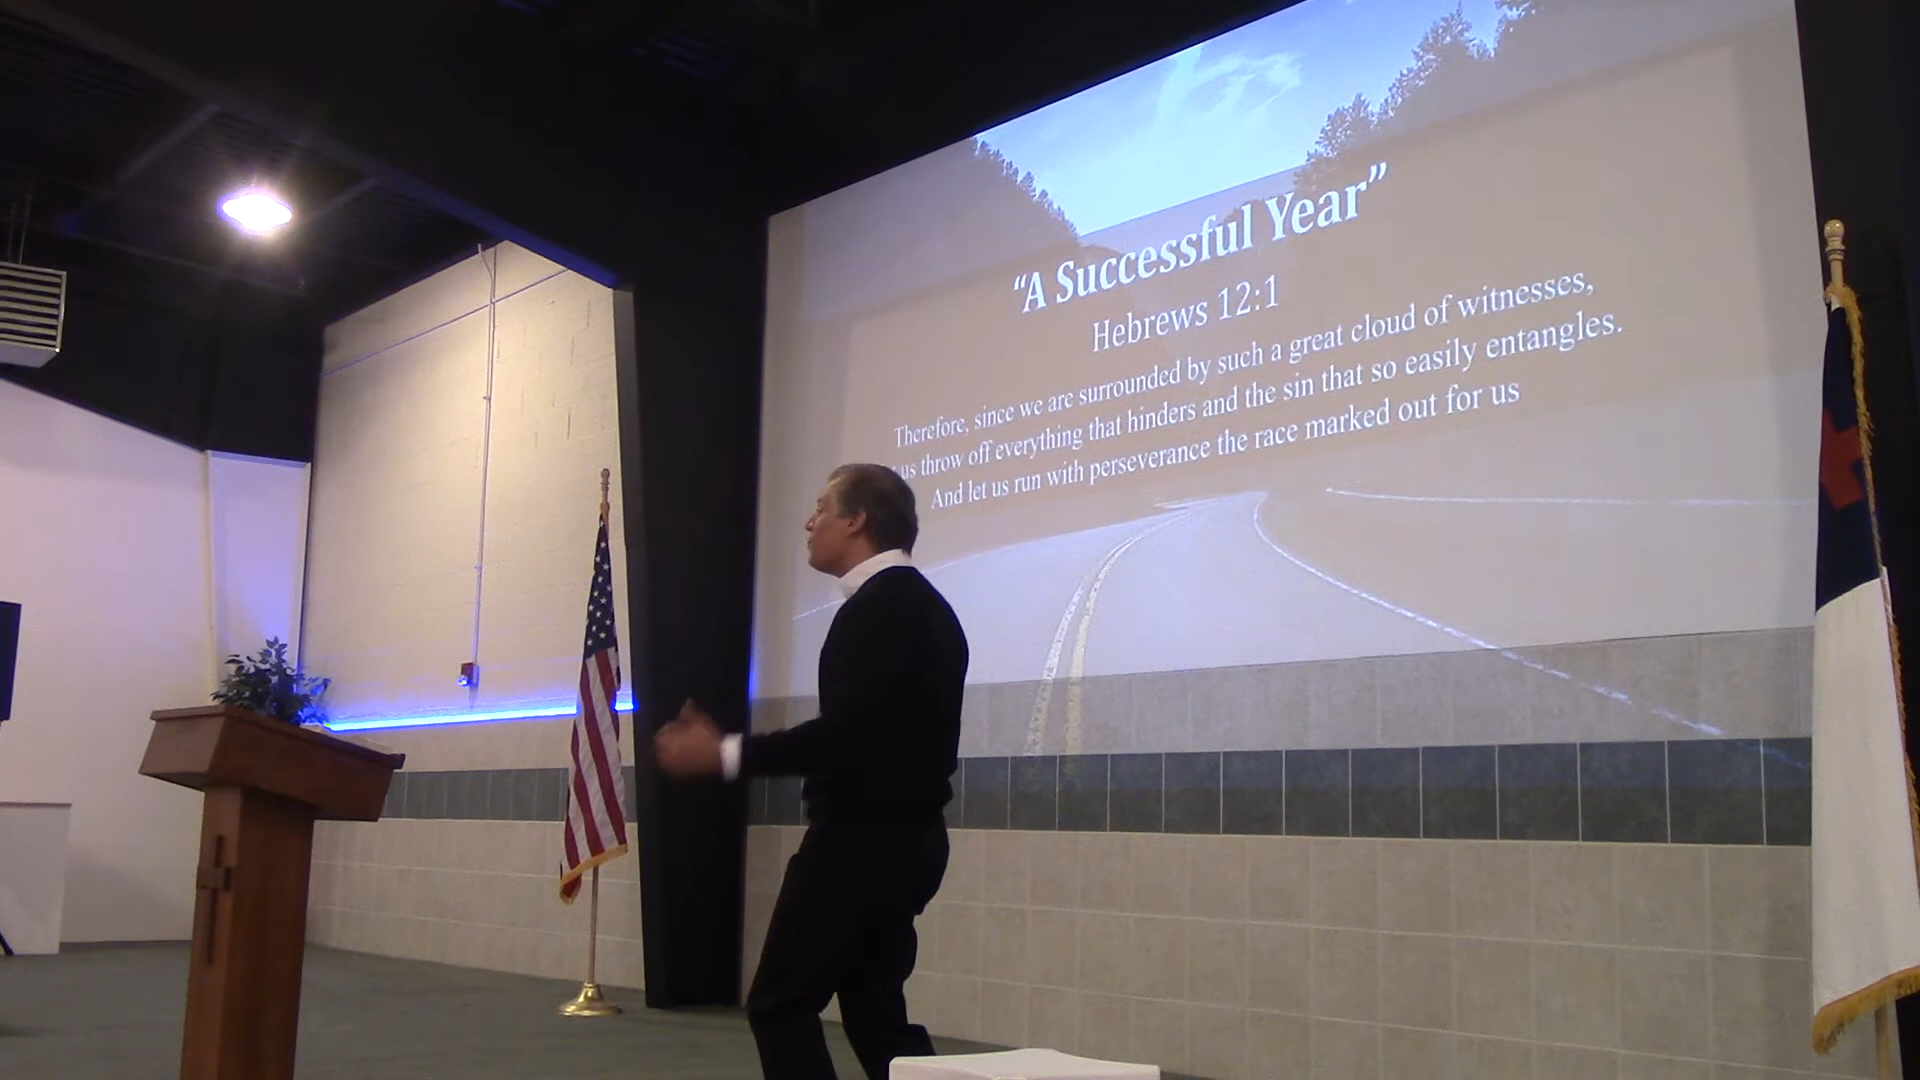 “A Successful Year”
Hebrews 12:1
Therefore, since we are surrounded by such a great cloud of witnesses,
us throw off everything that hinders and the sin that so easily entangles.
And let us run with perseverance the race marked out for us